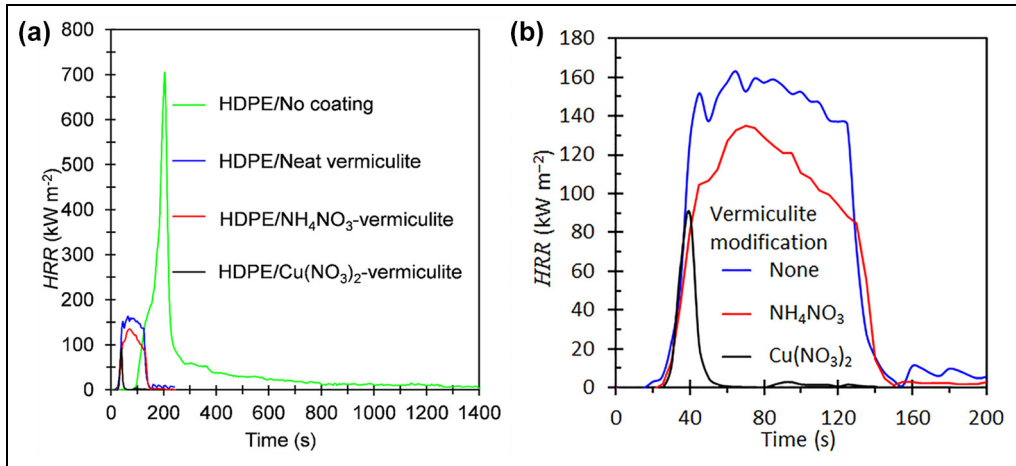 (a)
800
700
600
500
400
300
200
100
0
HRR (kW m⁻²)
HDPE/No coating
HDPE/Neat vermiculite
HDPE/NH₄NO₃-vermiculite
HDPE/Cu(NO₃)₂-vermiculite
0 200 400 600 800 1000 1200 1400
Time (s)
(b)
180
160
140
120
100
80
60
40
20
0
HRR (kW m⁻²)
Vermiculite
modification
None
NH₄NO₃
Cu(NO₃)₂
0 40 80 120 160 200
Time (s)